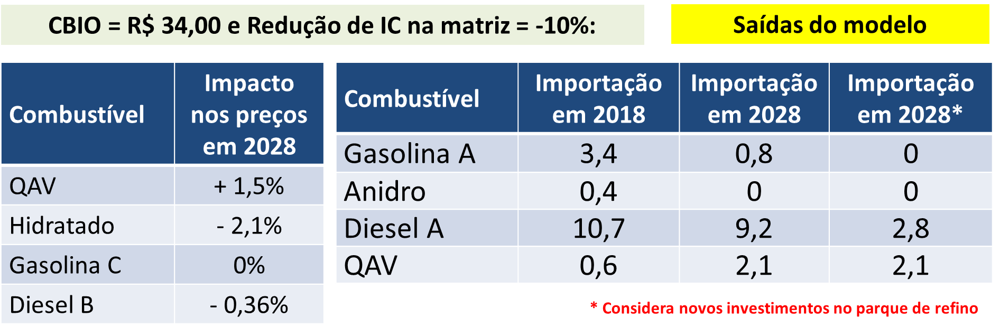 CBIO = R$ 34,00 e Redução de IC na matriz = -10%:
Saídas do modelo
Combustível
Impacto
nos preços
em 2028
QAV + 1,5%
Hidratado - 2,1%
Gasolina C 0%
Diesel B - 0,36%
Combustível
Importação
em 2018
Importação
em 2028
Importação
em 2028*
Gasolina A 3,4 0,8 0
Anidro 0,4 0 0
Diesel A 10,7 9,2 2,8
QAV 0,6 2,1 2,1
* Considera novos investimentos no parque de refino